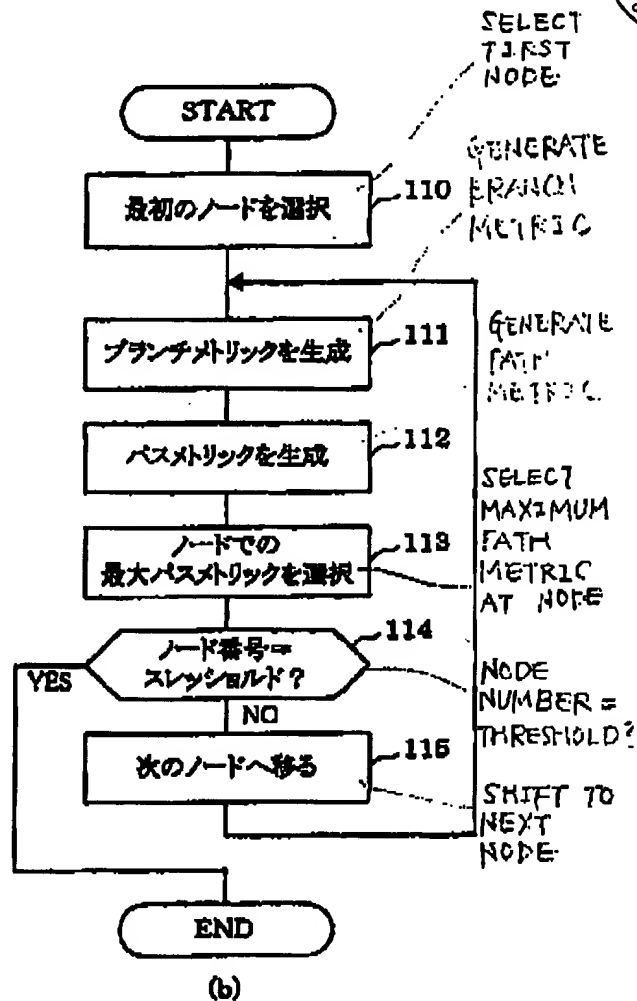 SELECT
FIRST
NODE
START
最初のノードを選択
110
GENERATE
BRANCH
METRIC
ブランチメトリックを生成
111
GENERATE
PATH
METRIC
パスメトリックを生成
112
ノードでの
最大パスメトリックを選択
113
SELECT
MAXIMUM
PATH
METRIC
AT NODE
ノード番号=
スレッショルド?
114
YES
NO
NODE
NUMBER=
THRESHOLD?
次のノードへ移る
115
SHIFT TO
NEXT
NODE
END
(b)